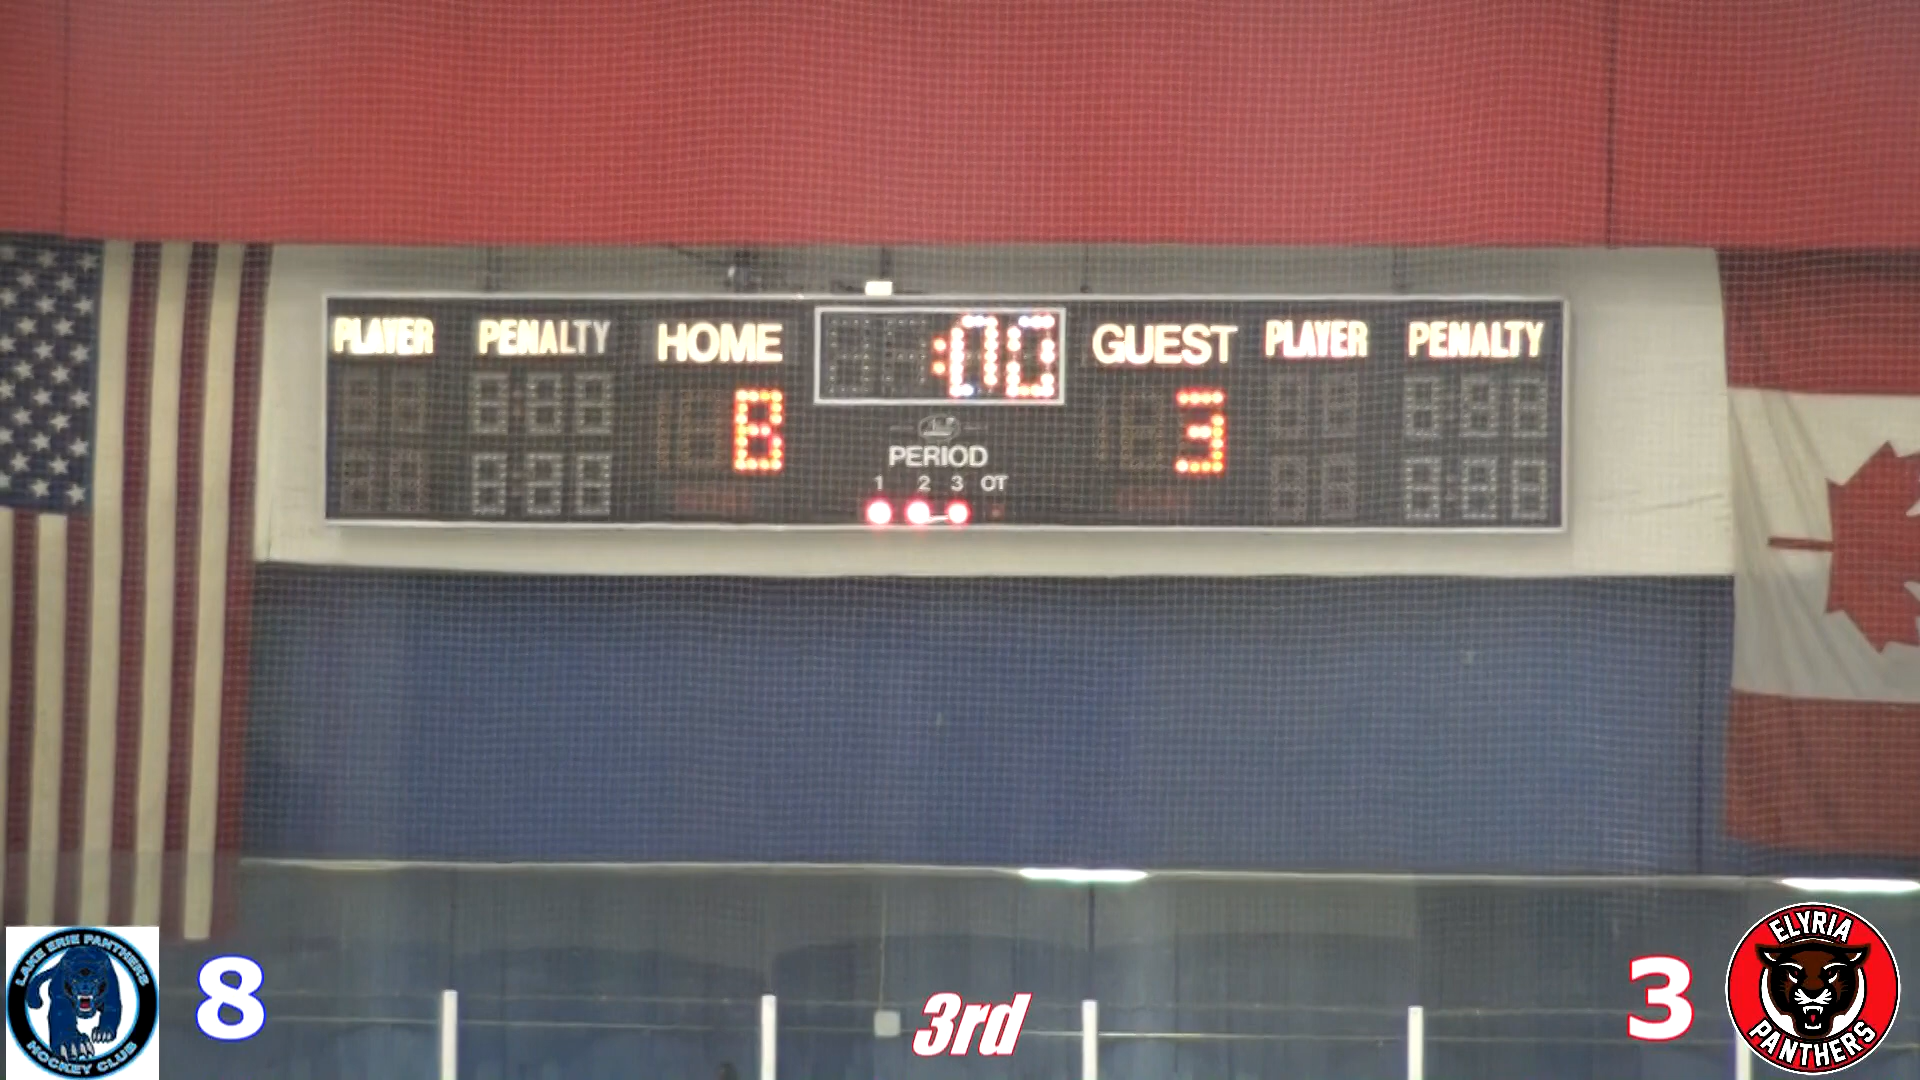 PLAYER PENALTY HOME :00 GUEST PLAYER PENALTY
8 3
PERIOD
1 2 3 OT
LAKE ERIE PANTHERS
HOCKEY CLUB
8
3rd
3
ELYRIA
PANTHERS